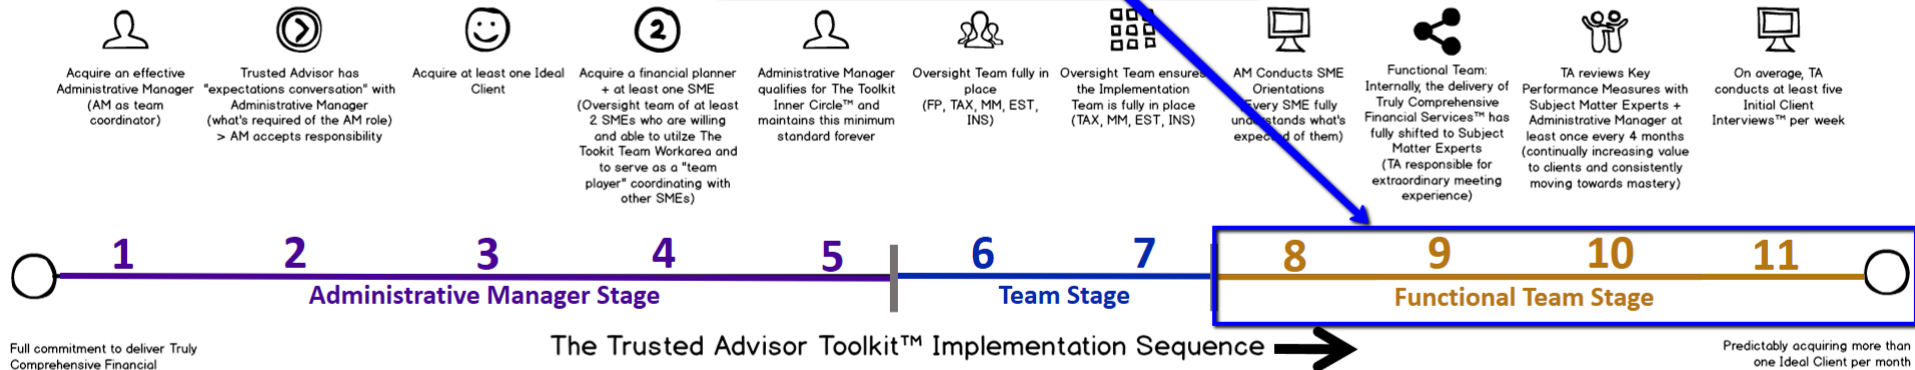 2
Acquire an effective
Administrative Manager
(AM as team
coordinator)
Trusted Advisor has
"expectations conversation" with
Administrative Manager
(what's required of the AM role)
> AM accepts responsibility
Acquire at least one Ideal
Client
Acquire a financial planner
+ at least one SME
(Oversight team of at least
2 SMEs who are willing
and able to utilze The
Tookit Team Workarea and
to serve as a "team
player" coordinating with
other SMEs)
Administrative Manager
qualifies for The Toolkit
Inner Circle™ and
maintains this minimum
standard forever
Oversight Team fully in
place
(FP, TAX, MM, EST,
INS)
Oversight Team ensures
the Implementation
Team is fully in place
(TAX, MM, EST, INS)
AM Conducts SME
Orientations
(Every SME fully
understands what's
expected of them)
Functional Team:
Internally, the delivery of
Truly Comprehensive
Financial Services™ has
fully shifted to Subject
Matter Experts
(TA responsible for
extraordinary meeting
experience)
TA reviews Key
Performance Measures with
Subject Matter Experts +
Administrative Manager at
least once every 4 months
(continually increasing value
to clients and consistently
moving towards mastery)
On average, TA
conducts at least five
Initial Client
Interviews™ per week
1 2 3 4 5 6 7 8 9 10 11
Administrative Manager Stage
Team Stage
Functional Team Stage
Full commitment to deliver Truly
Comprehensive Financial
The Trusted Advisor Toolkit™ Implementation Sequence
Predictably acquiring more than
one Ideal Client per month